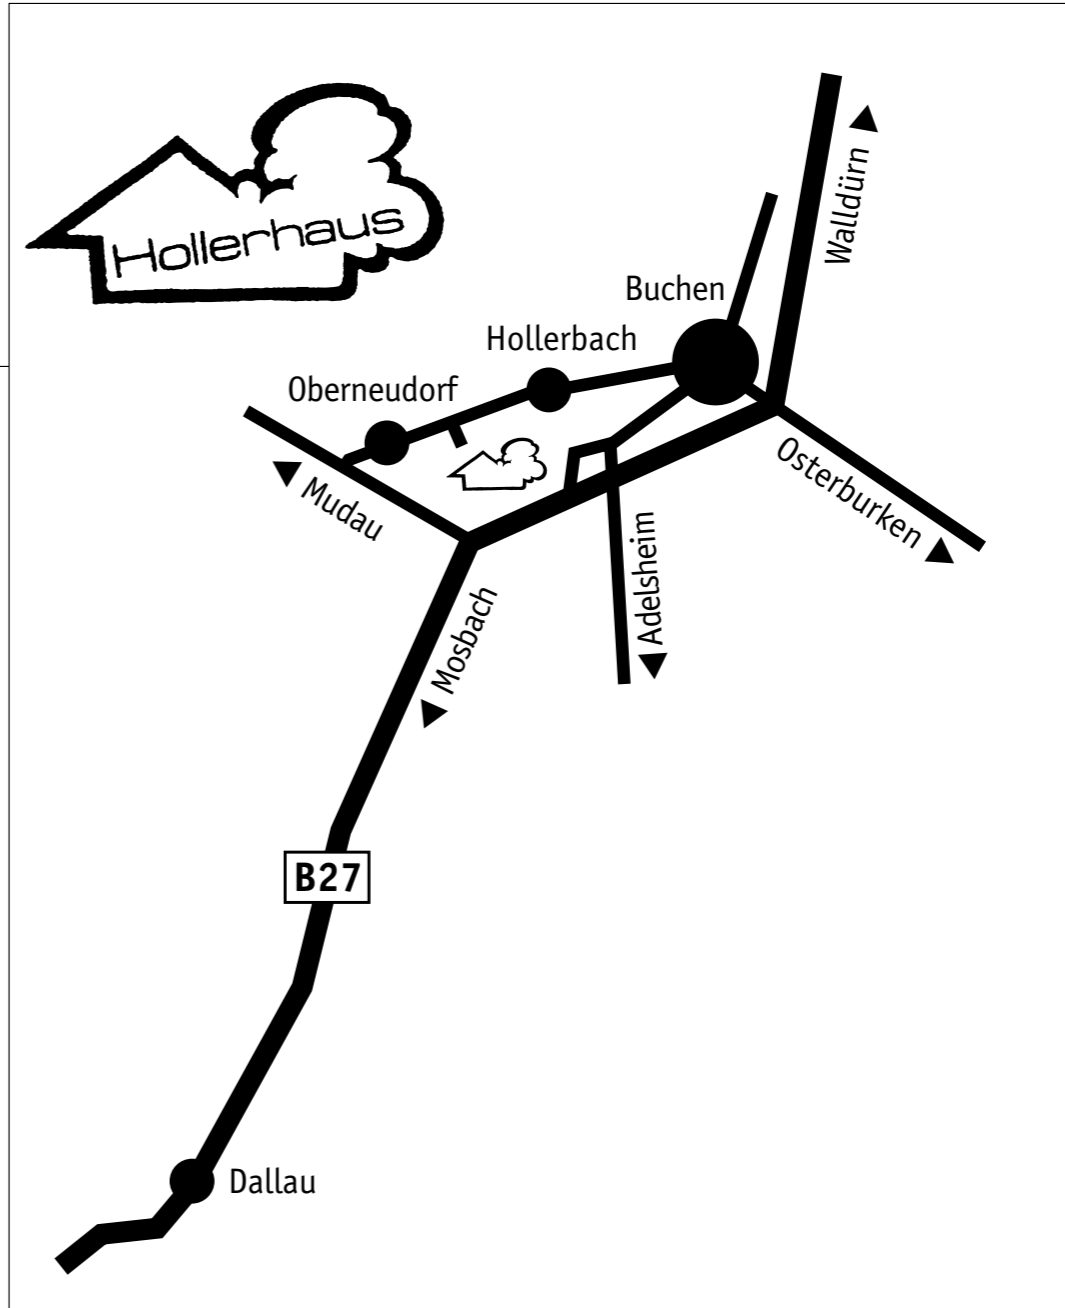 Hollerhaus
Walldürn
Buchen
Hollerbach
Oberneudorf
Osterburken
Mudau
Adelsheim
Mosbach
B27
Dallau